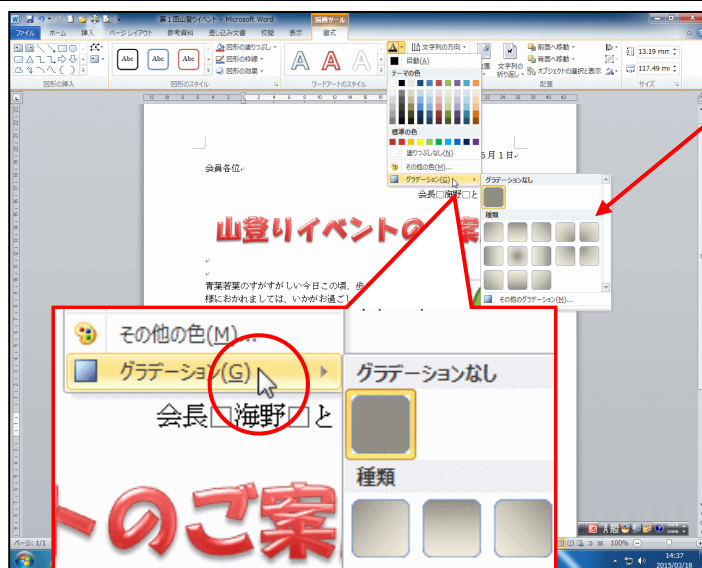 第1回山登りイベント - Microsoft Word
描画ツール
ファイル ホーム 挿入 ページ レイアウト 参考資料 差し込み文書 校閲 表示 書式
Abc Abc Abc
図形の塗りつぶし
図形の枠線
図形の効果
A A A
文字列の方向
文字列の折り返し
前面へ移動
背面へ移動
オブジェクトの選択と表示
13.19 mm
117.49 mm
図形の挿入 図形のスタイル ワードアートのスタイル 配置 サイズ
自動(A)
テーマの色
標準の色
塗りつぶしなし(N)
その他の色(M)...
グラデーション(G)
グラデーションなし
種類
その他のグラデーション(M)...
5月1日
会員各位
会長□海野□と
山登りイベントのご案
青葉若葉のすがすがしい今日この頃、歩
様におかれましては、いかがお過ごし
その他の色(M)...
グラデーション(G)
グラデーションなし
会長□海野□と
種類
トのご案
ページ: 1/1
A 般
100%
14:37
2015/03/18